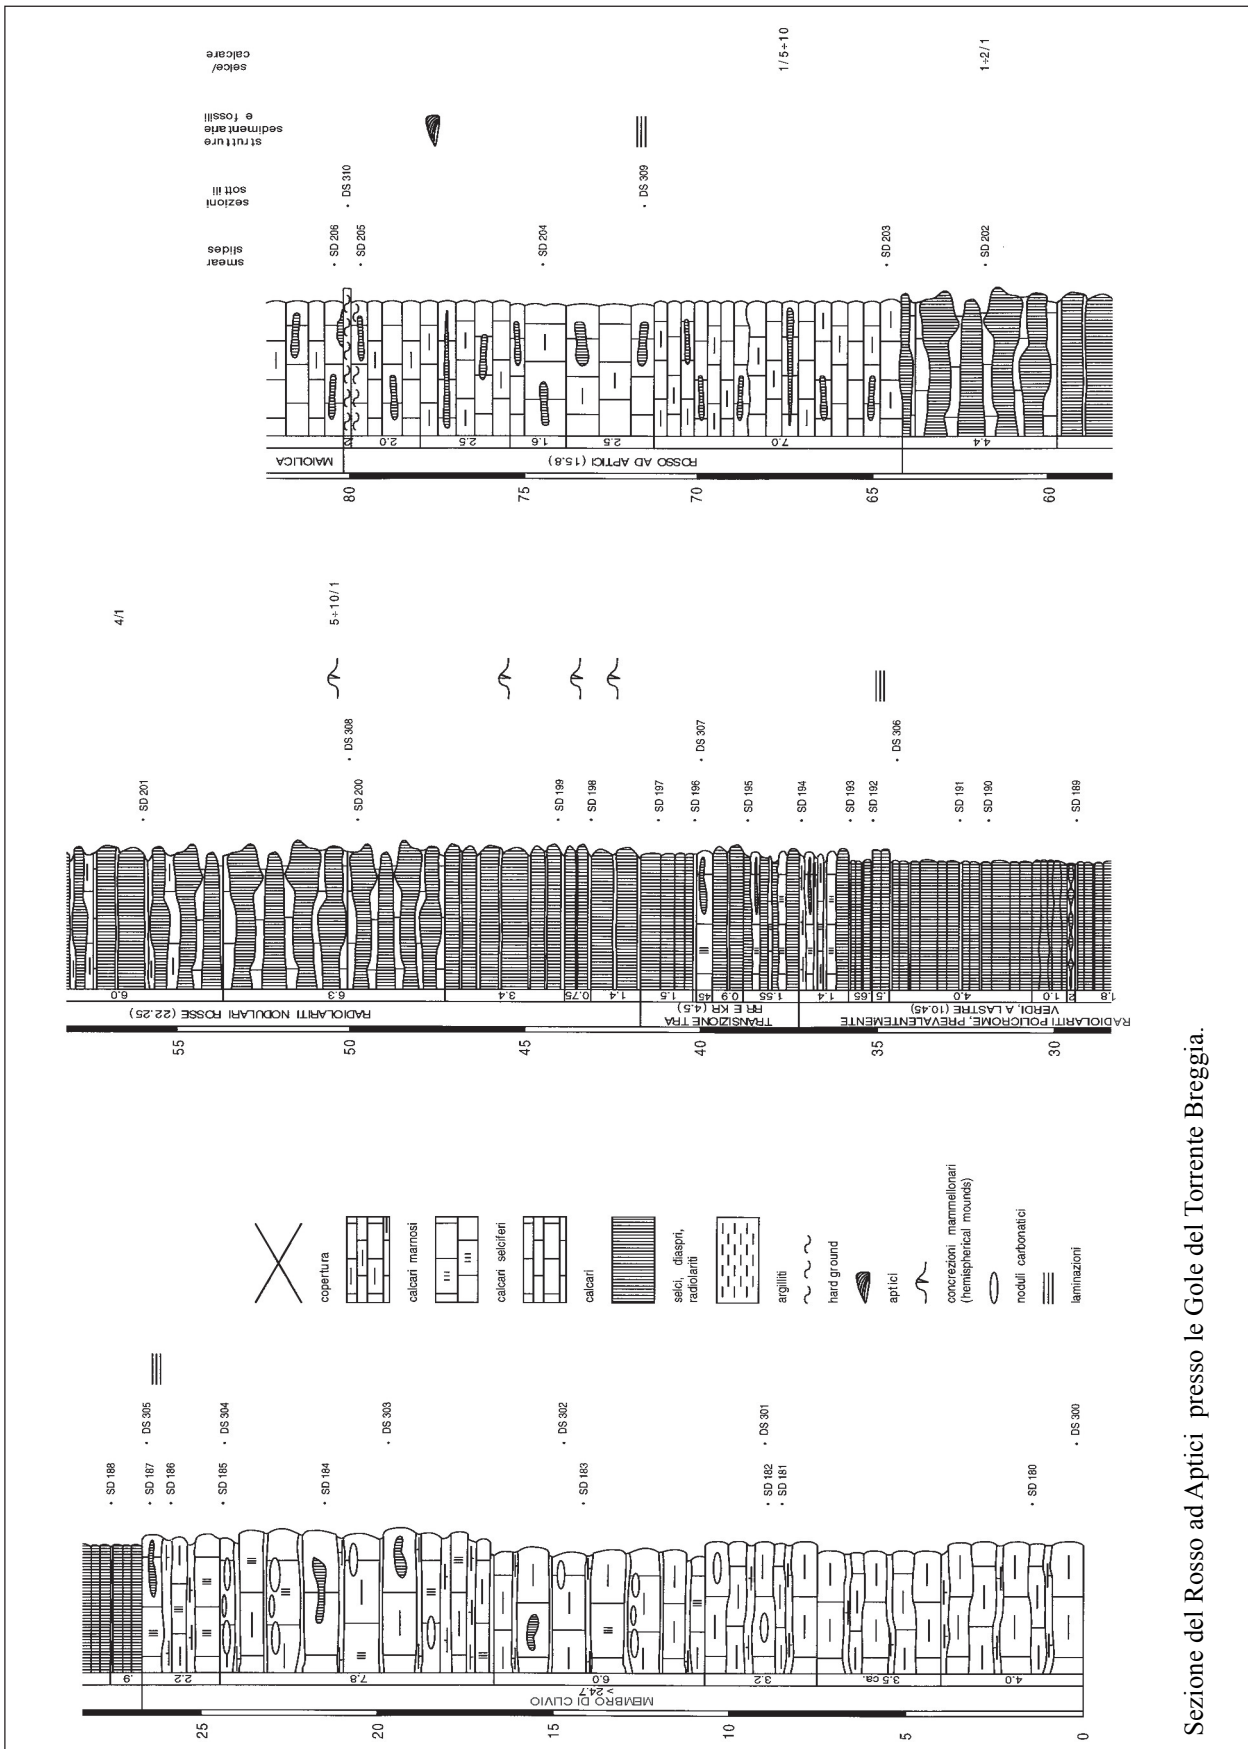 selce/
calcare
strutture
sedimentarie
e fossili
sezioni
sottili
smear
slides
1/5÷10
1÷2/1
DS 310
DS 309
SD 206
SD 205
SD 204
SD 203
SD 202
2.0
2.5
1.6
2.5
7.0
4.4
MAIOLICA
ROSSO AD APTICI (15.8)
80
75
70
65
60
4/1
5÷10/1
DS 308
DS 307
DS 306
SD 201
SD 200
SD 199
SD 198
SD 197
SD 196
SD 195
SD 194
SD 193
SD 192
SD 191
SD 190
SD 189
6.0
6.3
3.4
0.75
1.4
1.5
.45
0.9
1.55
1.4
.65
.5
4.0
1.0
.2
1.8
RADIOLARITI NODULARI ROSSE (22.25)
TRANSIZIONE TRA
RR E KR (4.5)
RADIOLARITI POLICROME, PREVALENTEMENTE
VERDI, A LASTRE (10.45)
55
50
45
40
35
30
copertura
calcari marnosi
calcari selciferi
calcari
selci, diaspri,
radiolariti
argilliti
hard ground
aptici
concrezioni mammellonari
(hemispherical mounds)
noduli carbonatici
laminazioni
DS 305
DS 304
DS 303
DS 302
DS 301
DS 300
SD 188
SD 187
SD 186
SD 185
SD 184
SD 183
SD 182
SD 181
SD 180
.9
2.2
7.8
6.0
3.2
3.5 ca.
4.0
MEMBRO DI CLIVIO
> 24.7
25
20
15
10
5
0
Sezione del Rosso ad Aptici presso le Gole del Torrente Breggia.